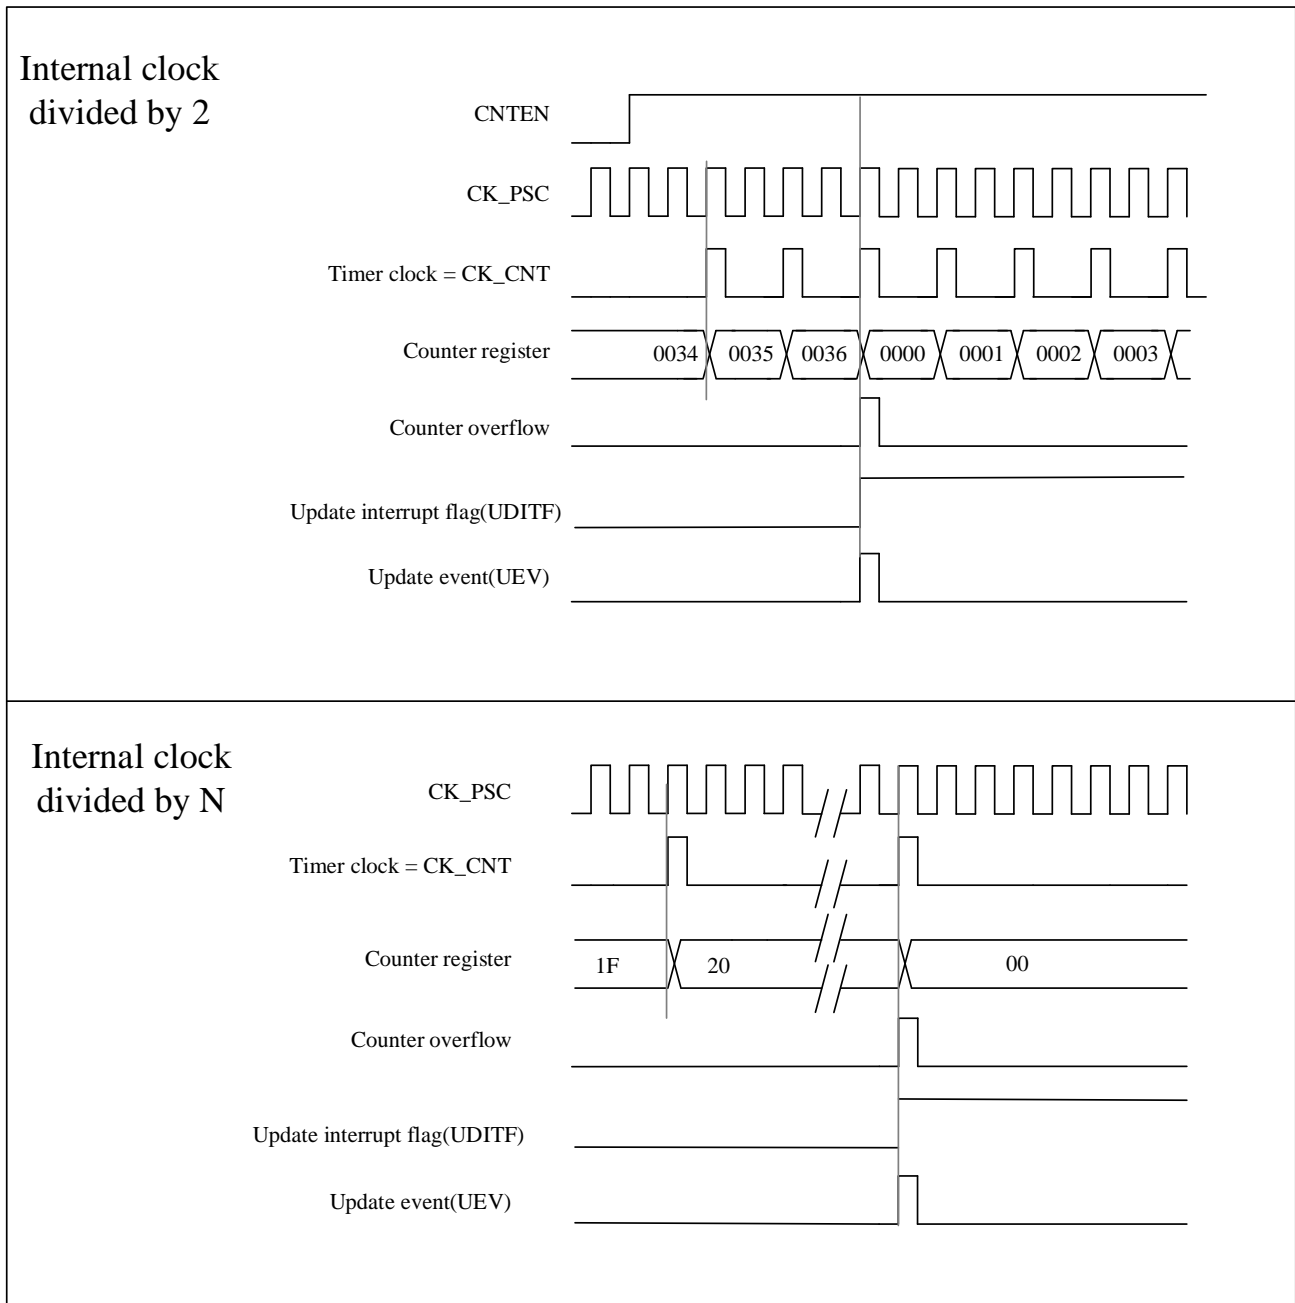 Internal clock
divided by 2
CNTEN
CK_PSC
Timer clock = CK_CNT
Counter register
0034 0035 0036 0000 0001 0002 0003
Counter overflow
Update interrupt flag(UDITF)
Update event(UEV)
Internal clock
divided by N
CK_PSC
Timer clock = CK_CNT
Counter register
1F 20 00
Counter overflow
Update interrupt flag(UDITF)
Update event(UEV)